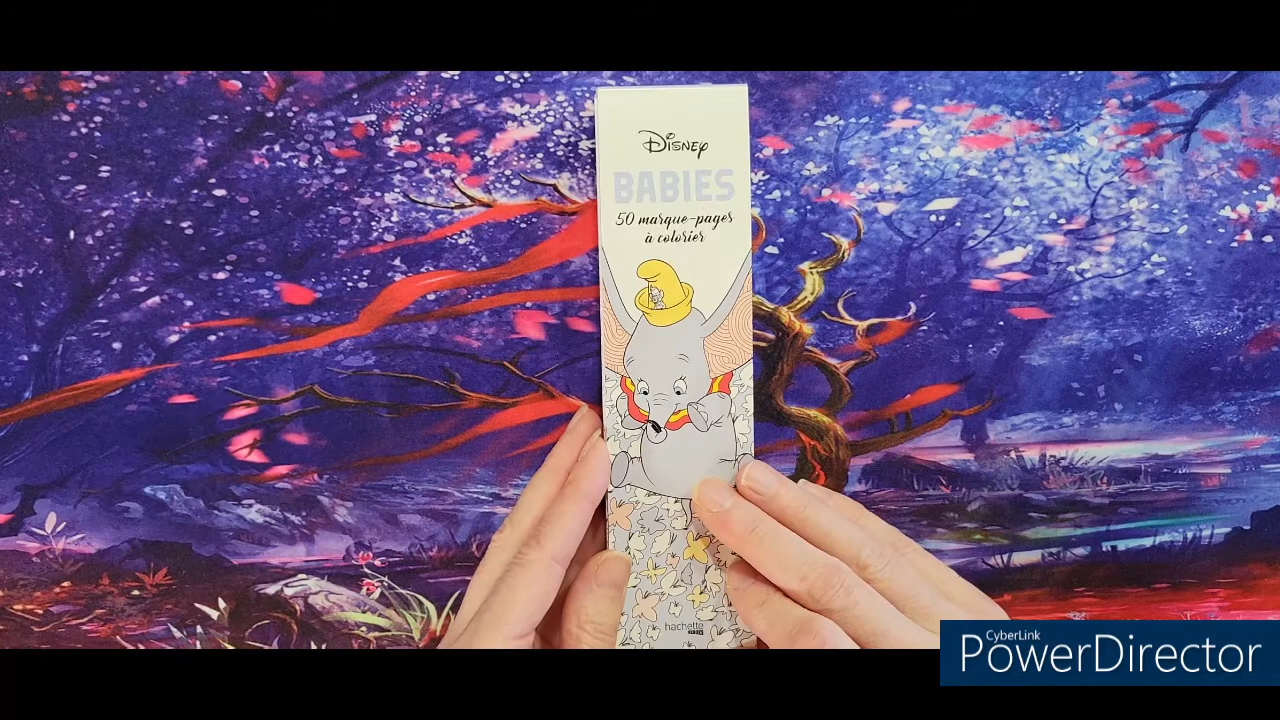 Disney
BABIES
50 marque-pages
à colorier
hachette
CyberLink
PowerDirector